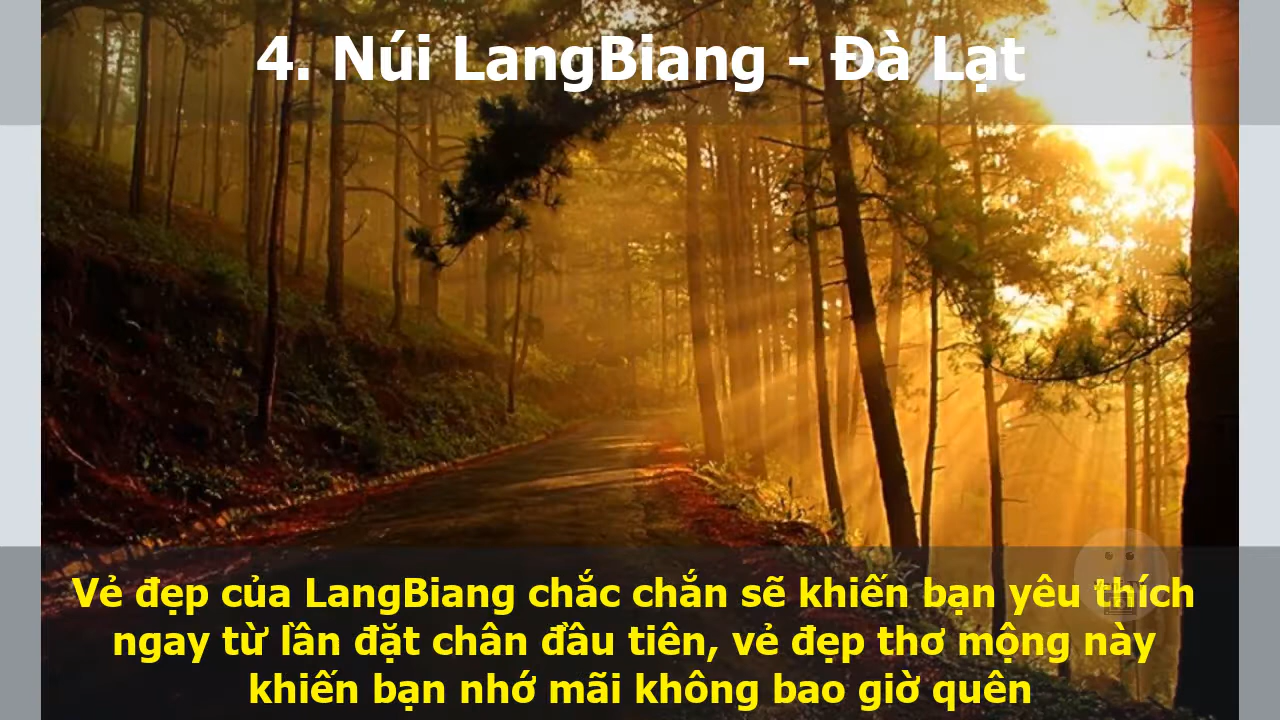 4. Núi LangBiang - Đà Lạt
Vẻ đẹp của LangBiang chắc chắn sẽ khiến bạn yêu thích
ngay từ lần đặt chân đầu tiên, vẻ đẹp thơ mộng này
khiến bạn nhớ mãi không bao giờ quên